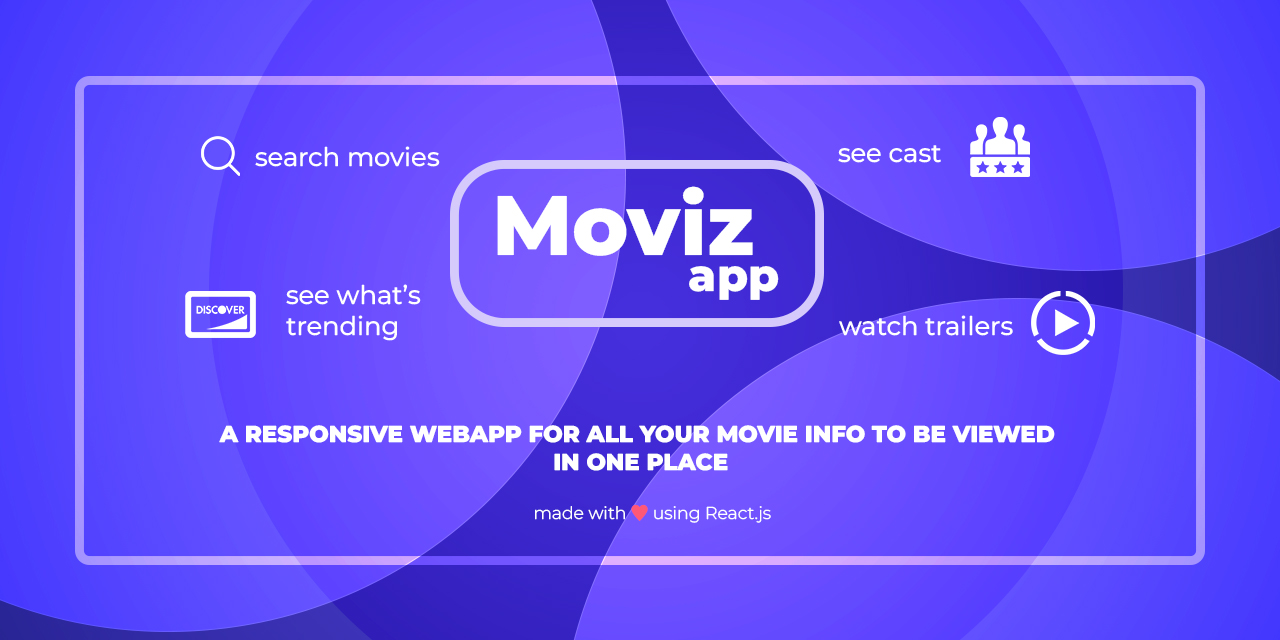 search movies
see cast
Moviz
app
DISCOVER
see what's
trending
watch trailers
A RESPONSIVE WEBAPP FOR ALL YOUR MOVIE INFO TO BE VIEWED
IN ONE PLACE
made with ❤ using React.js